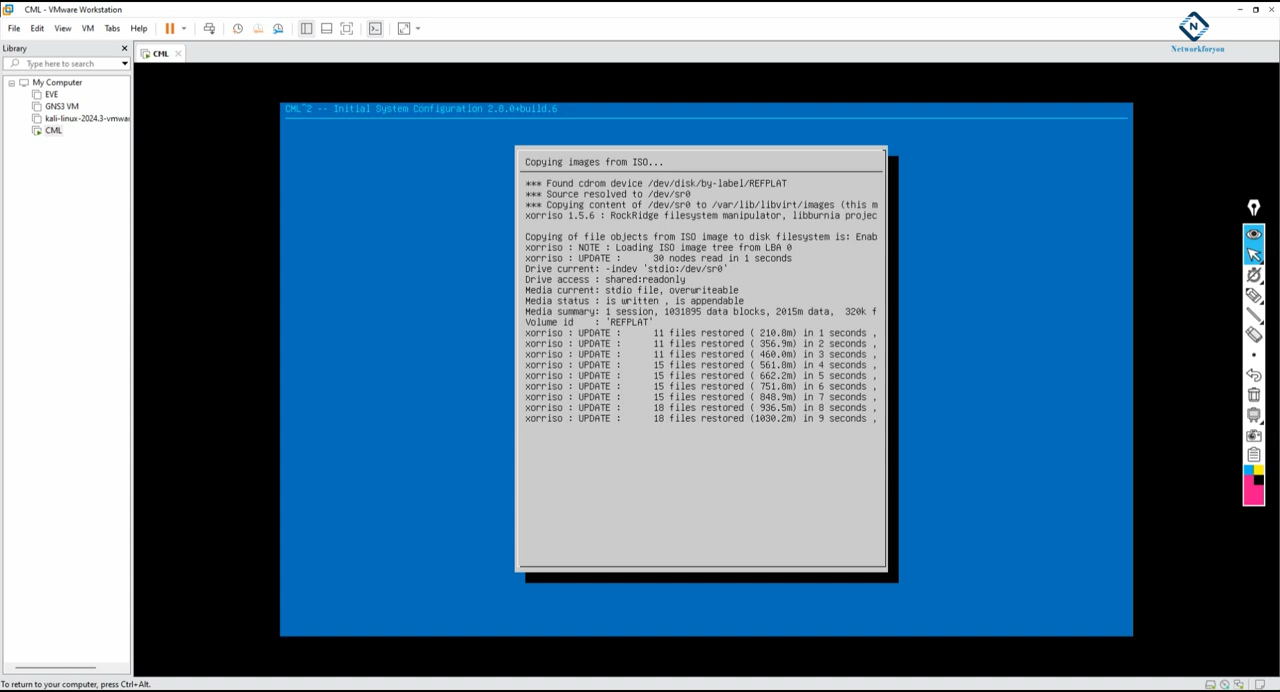 CML - VMware Workstation
File Edit View VM Tabs Help
Library
Type here to search
My Computer
EVE
GNS3 VM
kali-linux-2024.3-vmwar
CML
CML
N
Networkforyou
CML^2 -- Initial System Configuration 2.8.0+build.6
Copying images from ISO...
*** Found cdrom device /dev/disk/by-label/REFPLAT
*** Source resolved to /dev/sr0
*** Copying content of /dev/sr0 to /var/lib/libvirt/images (this m
xorriso 1.5.6 : RockRidge filesystem manipulator, libburnia projec
Copying of file objects from ISO image to disk filesystem is: Enab
xorriso : NOTE : Loading ISO image tree from LBA 0
xorriso : UPDATE :      30 nodes read in 1 seconds
Drive current: -indev 'stdio:/dev/sr0'
Drive access : shared:readonly
Media current: stdio file, overwriteable
Media status : is written , is appendable
Media summary: 1 session, 1031895 data blocks, 2015m data,  320k f
Volume id    : 'REFPLAT'
xorriso : UPDATE :      11 files restored ( 210.8m) in 1 seconds ,
xorriso : UPDATE :      11 files restored ( 356.9m) in 2 seconds ,
xorriso : UPDATE :      11 files restored ( 460.0m) in 3 seconds ,
xorriso : UPDATE :      15 files restored ( 561.8m) in 4 seconds ,
xorriso : UPDATE :      15 files restored ( 662.2m) in 5 seconds ,
xorriso : UPDATE :      15 files restored ( 751.8m) in 6 seconds ,
xorriso : UPDATE :      15 files restored ( 848.9m) in 7 seconds ,
xorriso : UPDATE :      18 files restored ( 936.5m) in 8 seconds ,
xorriso : UPDATE :      18 files restored (1030.2m) in 9 seconds ,
To return to your computer, press Ctrl+Alt.